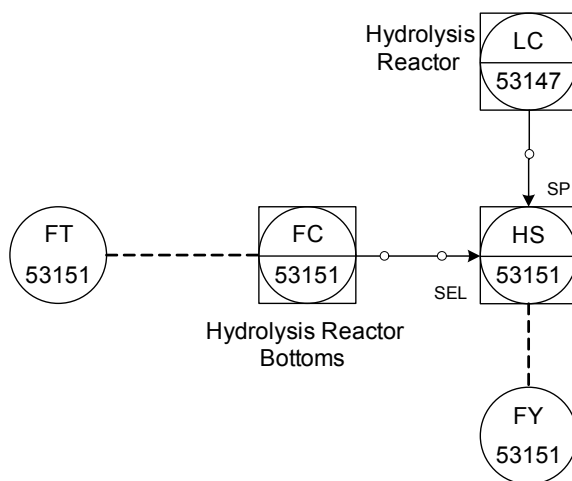 Hydrolysis
Reactor
LC
53147
SP
FT
53151
FC
53151
HS
53151
SEL
Hydrolysis Reactor
Bottoms
FY
53151